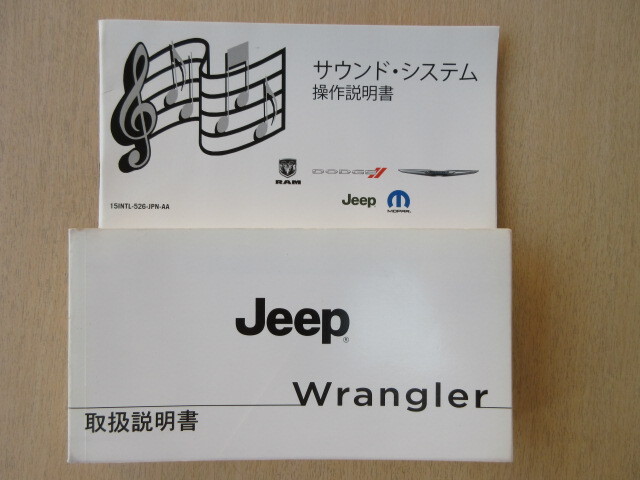 サウンド・システム
操作説明書
RAM
DODGE
Jeep
MOPAR
15INTL-526-JPN-AA
Jeep®
Wrangler
取扱説明書